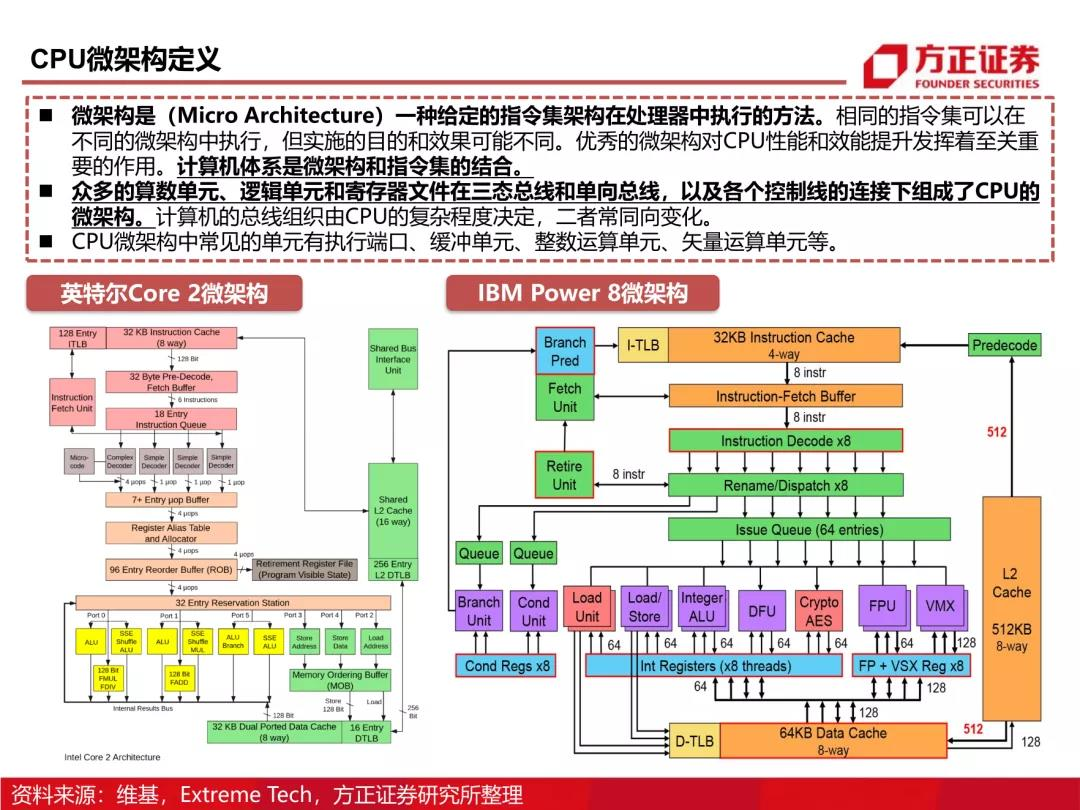 CPU微架构定义
方正证券
FOUNDER SECURITIES
■ 微架构是（Micro Architecture）一种给定的指令集架构在处理器中执行的方法。相同的指令集可以在
不同的微架构中执行，但实施的目的和效果可能不同。优秀的微架构对CPU性能和效能提升发挥着至关重
要的作用。计算机体系是微架构和指令集的结合。
■ 众多的算数单元、逻辑单元和寄存器文件在三态总线和单向总线，以及各个控制线的连接下组成了CPU的
微架构。计算机的总线组织由CPU的复杂程度决定，二者常同向变化。
■ CPU微架构中常见的单元有执行端口、缓冲单元、整数运算单元、矢量运算单元等。
英特尔Core 2微架构
128 Entry
ITLB
32 KB Instruction Cache
(8 way)
128 Bit
32 Byte Pre-Decode,
Fetch Buffer
Instruction
Fetch Unit
6 Instructions
18 Entry
Instruction Queue
Micro-
code
Complex
Decoder
Simple
Decoder
Simple
Decoder
Simple
Decoder
4 µops
1 µop
1 µop
1 µop
7+ Entry µop Buffer
4 µops
Register Alias Table
and Allocator
4 µops
4 µops
96 Entry Reorder Buffer (ROB)
Retirement Register File
(Program Visible State)
4 µops
32 Entry Reservation Station
Port 0
Port 1
Port 5
Port 3
Port 4
Port 2
ALU
SSE
Shuffle
ALU
ALU
SSE
Shuffle
MUL
ALU
Branch
SSE
ALU
Store
Address
Store
Data
Load
Address
128 Bit
FMUL
FDIV
128 Bit
FADD
Memory Ordering Buffer
(MOB)
Internal Results Bus
Store
128 Bit
Load
128 Bit
256
Bit
32 KB Dual Ported Data Cache
(8 way)
16 Entry
DTLB
Shared Bus
Interface
Unit
Shared
L2 Cache
(16 way)
256 Entry
L2 DTLB
Intel Core 2 Architecture
IBM Power 8微架构
Branch
Pred
I-TLB
32KB Instruction Cache
4-way
Predecode
8 instr
Fetch
Unit
Instruction-Fetch Buffer
8 instr
512
Instruction Decode x8
Retire
Unit
8 instr
Rename/Dispatch x8
Issue Queue (64 entries)
Queue
Queue
Branch
Unit
Cond
Unit
Load
Unit
Load/
Store
Integer
ALU
DFU
Crypto
AES
FPU
VMX
64
64
64
64
64
128
Cond Regs x8
Int Registers (x8 threads)
FP + VSX Reg x8
64
128
128
D-TLB
64KB Data Cache
8-way
512
128
L2
Cache
512KB
8-way
资料来源：维基，Extreme Tech，方正证券研究所整理